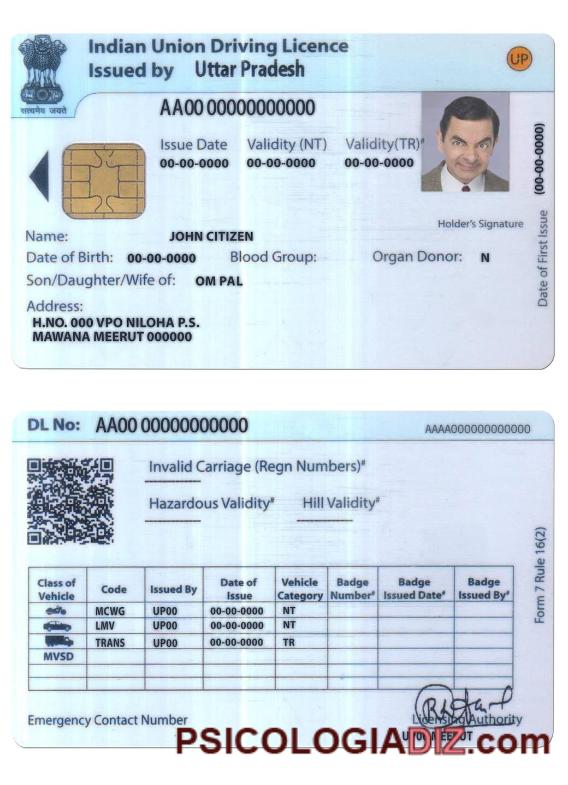 Indian Union Driving Licence
Issued by Uttar Pradesh
UP
सत्यमेव जयते
AA00 00000000000
Issue Date Validity (NT) Validity(TR)#
00-00-0000 00-00-0000 00-00-0000
(00-00-0000)
Date of First Issue
Holder's Signature
Name: JOHN CITIZEN
Date of Birth: 00-00-0000 Blood Group: Organ Donor: N
Son/Daughter/Wife of: OM PAL
Address:
H.NO. 000 VPO NILOHA P.S.
MAWANA MEERUT 000000
DL No: AA00 00000000000
AAAA000000000000
Invalid Carriage (Regn Numbers)#
Hazardous Validity# Hill Validity#
Form 7 Rule 16(2)
Class of Vehicle Code Issued By Date of Issue Vehicle Category Badge Number# Badge Issued Date# Badge Issued By#
MCWG UP00 00-00-0000 NT
LMV UP00 00-00-0000 NT
TRANS UP00 00-00-0000 TR
MVSD
Emergency Contact Number
Licensing Authority
UP00 MEERUT
PSICOLOGIADIZ.com